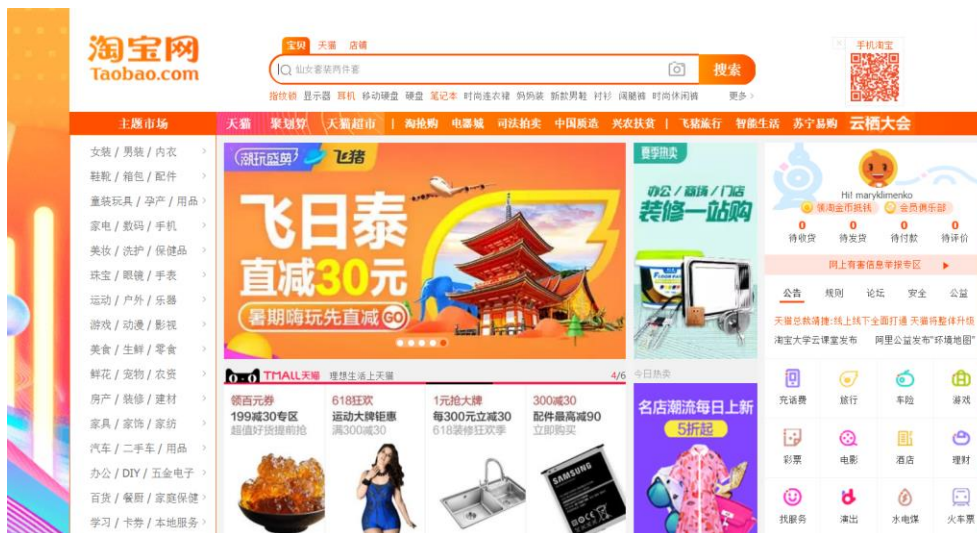 淘宝网
Taobao.com
宝贝 天猫 店铺
仙女套装两件套
搜索
手机淘宝
指纹锁 显示器 耳机 移动硬盘 硬盘 笔记本 时尚连衣裙 妈妈装 新款男鞋 衬衫 阔腿裤 时尚休闲裤 更多>
主题市场
天猫 聚划算 天猫超市 | 淘抢购 电器城 司法拍卖 中国质造 兴农扶贫 | 飞猪旅行 智能生活 苏宁易购 云栖大会
女装 / 男装 / 内衣 >
鞋靴 / 箱包 / 配件 >
童装玩具 / 孕产 / 用品 >
家电 / 数码 / 手机 >
美妆 / 洗护 / 保健品 >
珠宝 / 眼镜 / 手表 >
运动 / 户外 / 乐器 >
游戏 / 动漫 / 影视 >
美食 / 生鲜 / 零食 >
鲜花 / 宠物 / 农资 >
房产 / 装修 / 建材 >
家具 / 家饰 / 家纺 >
汽车 / 二手车 / 用品 >
办公 / DIY / 五金电子 >
百货 / 餐厨 / 家庭保健 >
学习 / 卡券 / 本地服务 >
潮玩盛典 飞猪
飞日泰
直减30元
暑期嗨玩先直减 GO
TMALL天猫 理想生活上天猫 4/6
领百元券
199减30专区
超值好货提前抢
618狂欢
运动大牌钜惠
满300减30
1元抢大牌
每300元立减30
618装修狂欢季
300减30
配件最高减90
立即购买
SAMSUNG
夏季热卖
办公 / 商场 / 门店
装修一站购
今日热卖
名店潮流每日上新
5折起
Hi! maryklimenko
领淘金币抵钱 会员俱乐部
0 0 0 0
待收货 待发货 待付款 待评价
网上有害信息举报专区
公告 规则 论坛 安全 公益
天猫总裁靖捷:线上线下全面打通 天猫将整体升级
淘宝大学云课堂发布 阿里公益发布"环境地图"
充话费 旅行 车险 游戏
彩票 电影 酒店 理财
找服务 演出 水电煤 火车票